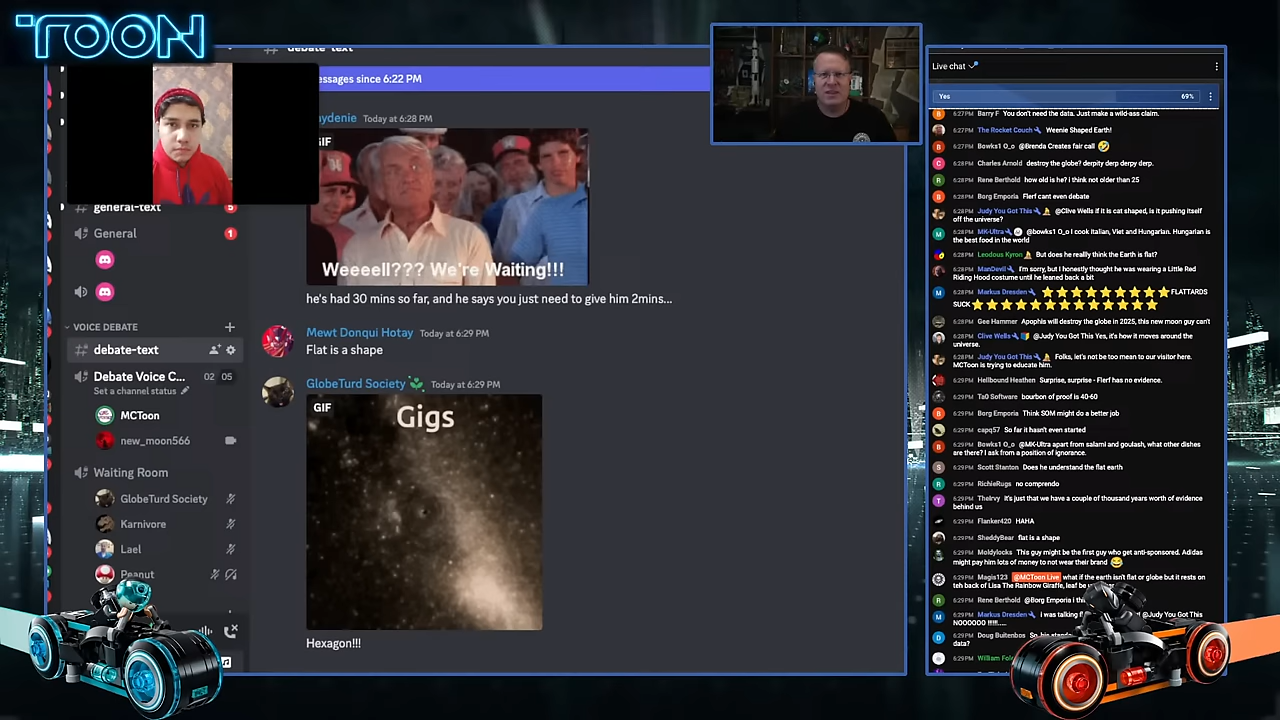 TOON
debate-text
essages since 6:22 PM
aydenie Today at 6:28 PM
GIF
Weeeell??? We're Waiting!!!
he's had 30 mins so far, and he says you just need to give him 2mins...
Mewt Donqui Hotay Today at 6:29 PM
Flat is a shape
GlobeTurd Society Today at 6:29 PM
GIF
Gigs
Hexagon!!!
general-text 5
General 1
VOICE DEBATE
debate-text
Debate Voice C... 02 05
Set a channel status
MCToon
new_moon566
Waiting Room
GlobeTurd Society
Karnivore
Lael
Peanut
Live chat
Yes 69%
6:27PM Barry F You don't need the data. Just make a wild-ass claim.
6:27PM The Rocket Couch Weenie Shaped Earth!
6:27PM Bowks1 O_o @Brenda Creates fair call
6:28PM Charles Arnold destroy the globe? derpity derp derpy derp.
6:28PM Rene Berthold how old is he? i think not older than 25
6:28PM Borg Emporia Flerf cant even debate
6:28PM Judy You Got This @Clive Wells if it is cat shaped, is it pushing itself
off the universe?
6:28PM MK-Ultra @bowks1 O_o I cook Italian, Viet and Hungarian. Hungarian is
the best food in the world
6:28PM Leodous Kyron But does he really think the Earth is flat?
6:28PM ManDevil I'm sorry, but I honestly thought he was wearing a Little Red
Riding Hood costume until he leaned back a bit
6:28PM Markus Dresden FLATTARDS
SUCK
6:28PM Gee Hammer Apophis will destroy the globe in 2025, this new moon guy can't
6:28PM Clive Wells @Judy You Got This Yes, it's how it moves around the
universe.
6:28PM Judy You Got This Folks, let's not be too mean to our visitor here.
MCToon is trying to educate him.
6:29PM Hellbound Heathen Surprise, surprise - Flerf has no evidence.
6:29PM Ta0 Software bourbon of proof is 40-60
6:29PM Borg Emporia Think SOM might do a better job
6:29PM capq57 So far it hasn't even started
6:29PM Bowks1 O_o @MK-Ultra apart from salami and goulash, what other dishes
are there? I ask from a position of ignorance.
6:29PM Scott Stanton Does he understand the flat earth
6:29PM RichieRugs no comprendo
6:29PM TheIrvy it's just that we have a couple of thousand years worth of evidence
behind us
6:29PM Flanker420 HAHA
6:29PM SheddyBear flat is a shape
6:29PM Moldylocks This guy might be the first guy who get anti-sponsored. Adidas
might pay him lots of money to not wear their brand
6:29PM Magis123 @MCToon Live what if the earth isn't flat or globe but it rests on
teh back of Lisa The Rainbow Giraffe, leaf be
6:29PM Rene Berthold @Borg Emporia i
6:29PM Markus Dresden I was talking @Judy You Got This
NOOOOOO !!!!!.....
6:29PM Doug Buitenbos So, his
data?
6:29PM William